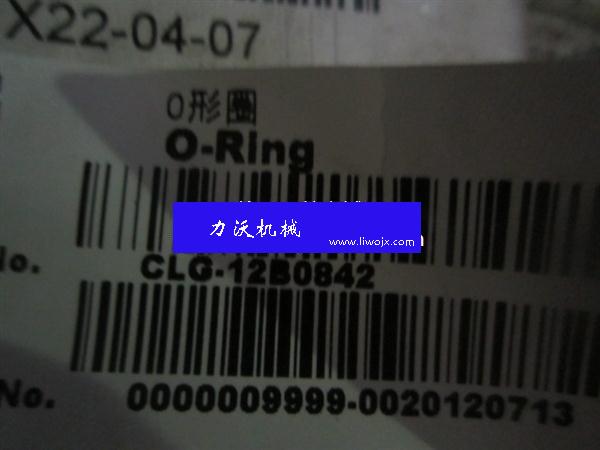 X22-04-07
O形圈
O-Ring
力沃机械
www.liwojx.com
No. CLG-12B0842
No. 0000009999-0020120713